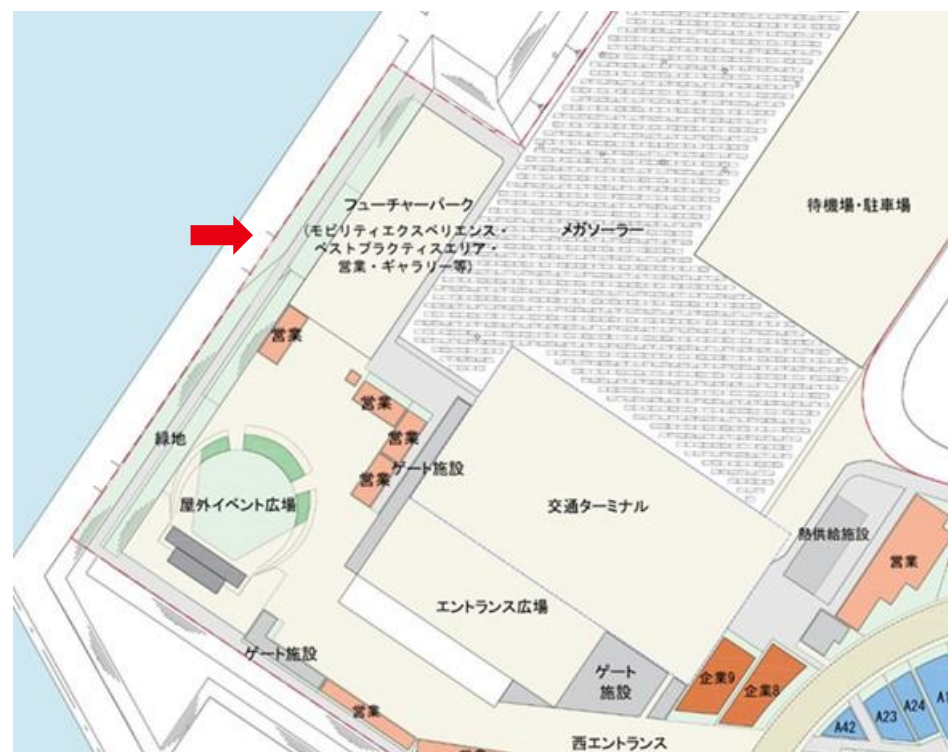 フューチャーパーク
(モビリティエクスペリエンス・
ベストプラクティスエリア・
営業・ギャラリー等)
メガソーラー
待機場・駐車場
営業
営業
営業
営業
ゲート施設
緑地
屋外イベント広場
交通ターミナル
熱供給施設
営業
エントランス広場
ゲート施設
ゲート
施設
企業9
企業8
営業
西エントランス
A42
A23
A24
営業